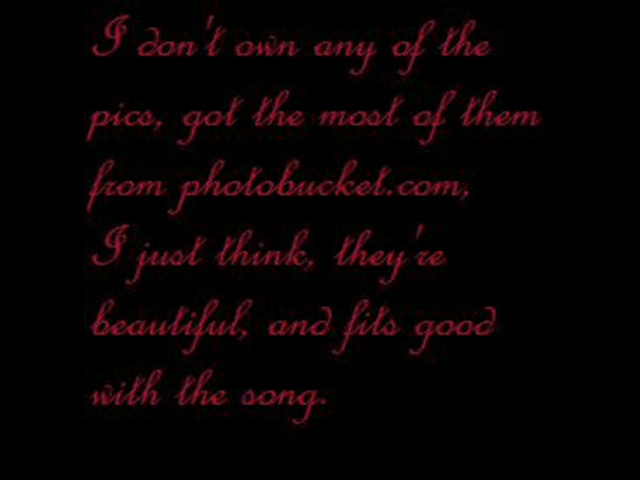 I don't own any of the
pics, got the most of them
from photobucket.com,
I just think, they're
beautiful, and fits good
with the song.